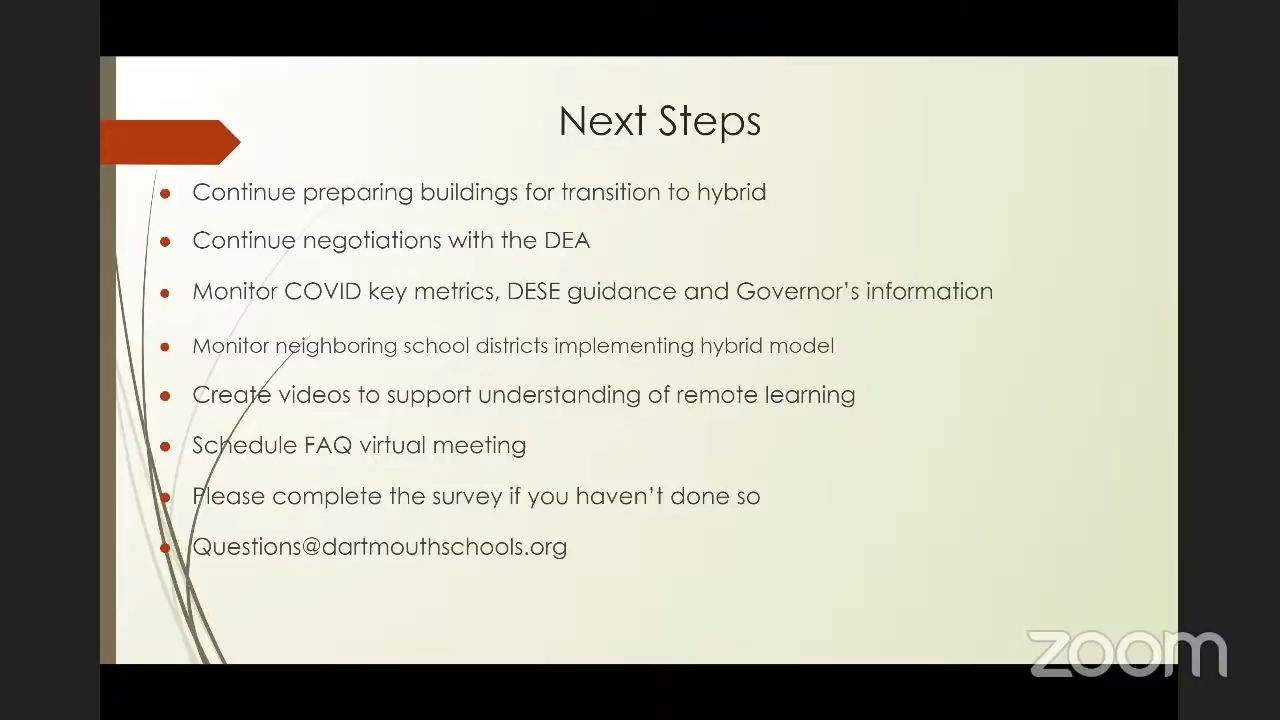 Next Steps
Continue preparing buildings for transition to hybrid
Continue negotiations with the DEA
Monitor COVID key metrics, DESE guidance and Governor’s information
Monitor neighboring school districts implementing hybrid model
Create videos to support understanding of remote learning
Schedule FAQ virtual meeting
Please complete the survey if you haven’t done so
Questions@dartmouthschools.org
zoom